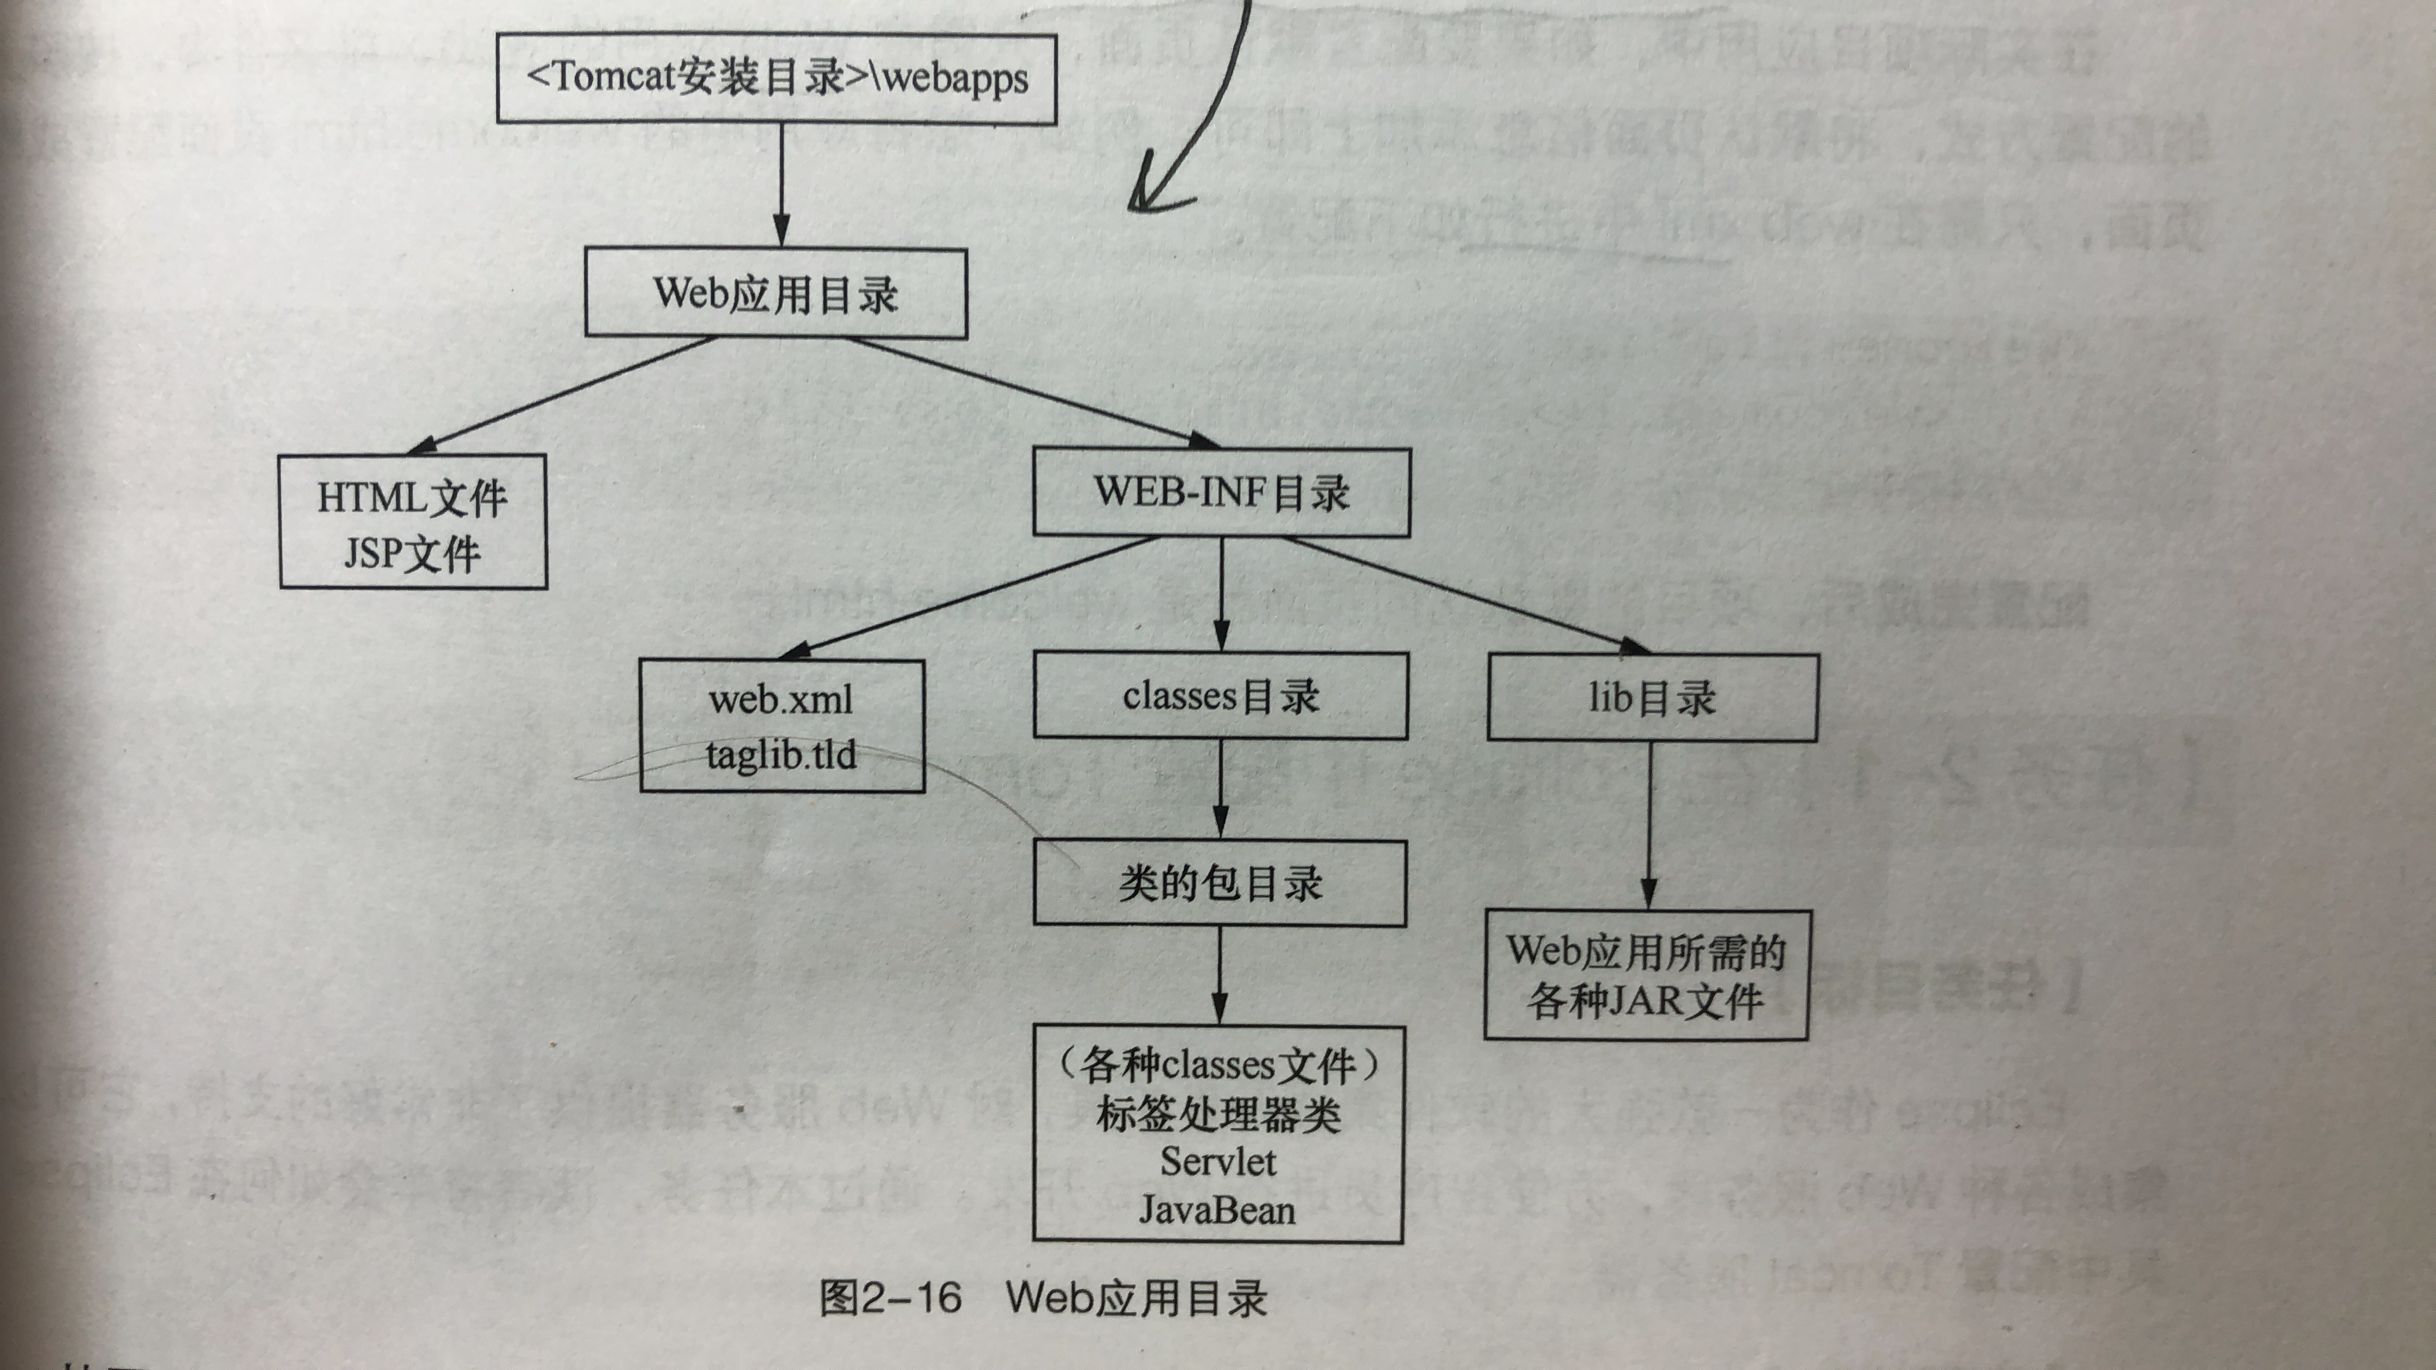 <Tomcat安装目录>\webapps
Web应用目录
HTML文件
JSP文件
WEB-INF目录
web.xml
taglib.tld
classes目录
lib目录
类的包目录
Web应用所需的
各种JAR文件
（各种classes文件）
标签处理器类
Servlet
JavaBean
图2-16 Web应用目录